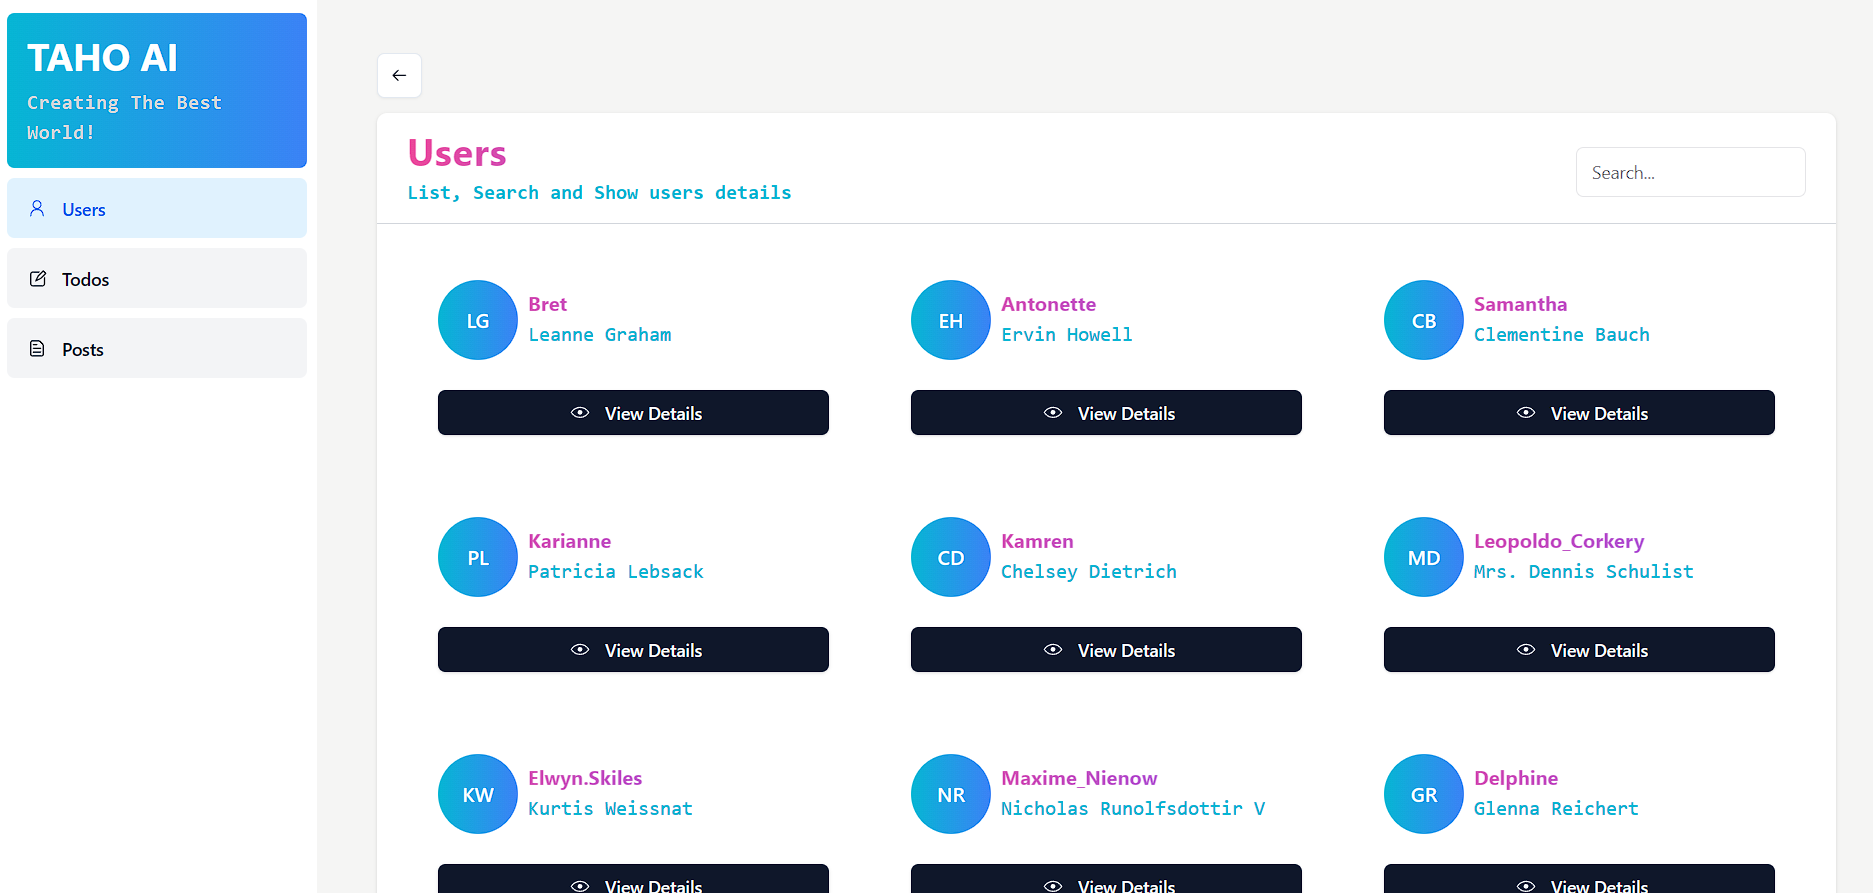 TAHO AI
Creating The Best
World!
Users
Todos
Posts
Users
List, Search and Show users details
Search...
LG
Bret
Leanne Graham
View Details
EH
Antonette
Ervin Howell
View Details
CB
Samantha
Clementine Bauch
View Details
PL
Karianne
Patricia Lebsack
View Details
CD
Kamren
Chelsey Dietrich
View Details
MD
Leopoldo_Corkery
Mrs. Dennis Schulist
View Details
KW
Elwyn.Skiles
Kurtis Weissnat
View Details
NR
Maxime_Nienow
Nicholas Runolfsdottir V
View Details
GR
Delphine
Glenna Reichert
View Details